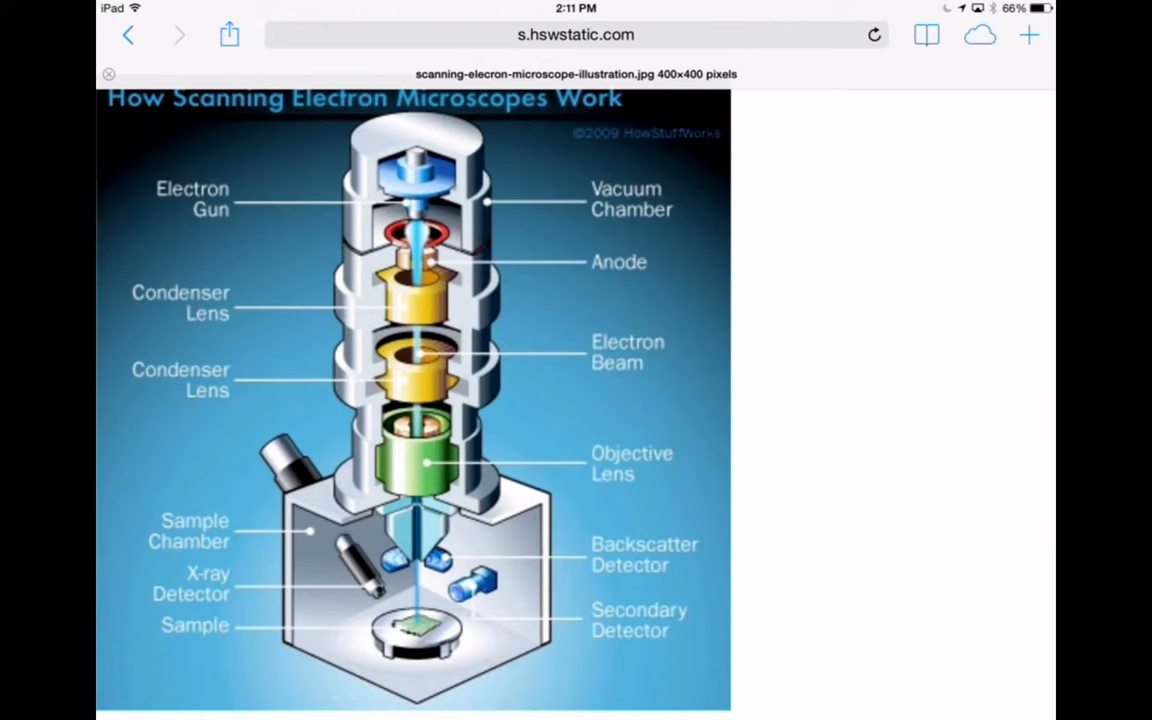 iPad
2:11 PM
66%
s.hswstatic.com
scanning-elecron-microscope-illustration.jpg 400×400 pixels
How Scanning Electron Microscopes Work
©2009 HowStuffWorks
Electron
Gun
Vacuum
Chamber
Anode
Condenser
Lens
Electron
Beam
Condenser
Lens
Objective
Lens
Sample
Chamber
Backscatter
Detector
X-ray
Detector
Secondary
Detector
Sample